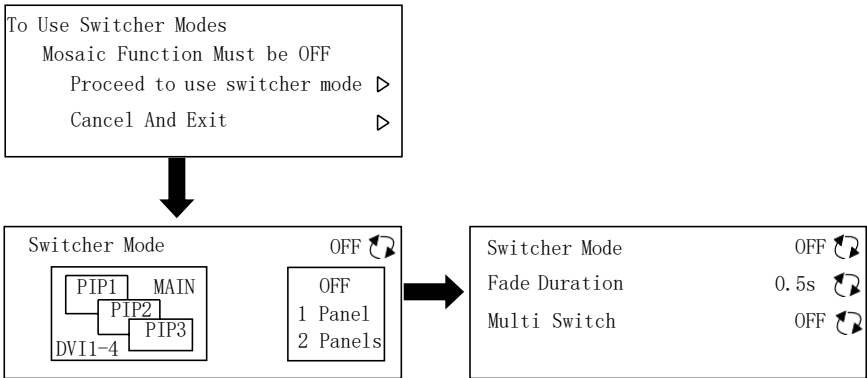 To Use Switcher Modes
Mosaic Function Must be OFF
Proceed to use switcher mode
Cancel And Exit
Switcher Mode OFF
PIP1 MAIN
PIP2
PIP3
DVI1-4
OFF
1 Panel
2 Panels
Switcher Mode OFF
Fade Duration 0.5s
Multi Switch OFF